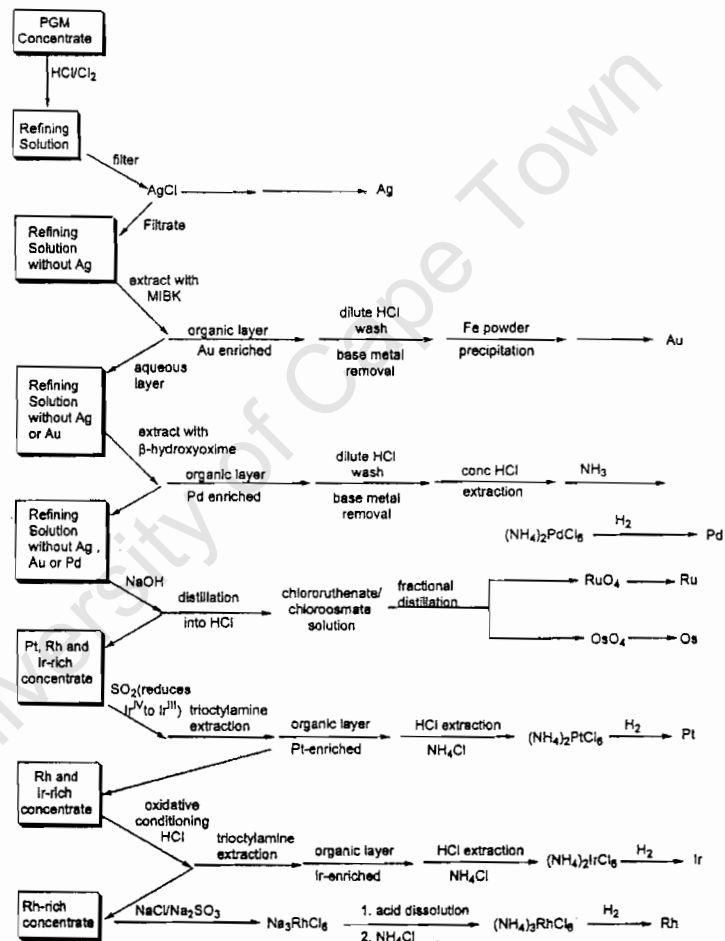 PGM
Concentrate
HCl/Cl₂
Refining
Solution
filter
AgCl
Ag
Filtrate
Refining
Solution
without Ag
extract with
MIBK
organic layer
Au enriched
dilute HCl
wash
base metal
removal
Fe powder
precipitation
Au
aqueous
layer
Refining
Solution
without Ag
or Au
extract with
β-hydroxyoxime
organic layer
Pd enriched
dilute HCl
wash
base metal
removal
conc HCl
extraction
NH₃
(NH₄)₂PdCl₆
H₂
Pd
Refining
Solution
without Ag ,
Au or Pd
NaOH
distillation
into HCl
chlororuthenate/
chloroosmate
solution
fractional
distillation
RuO₄
Ru
OsO₄
Os
Pt, Rh and
Ir-rich
concentrate
SO₂(reduces
Irᴵⱽto Irᴵᴵᴵ)
trioctylamine
extraction
organic layer
Pt-enriched
HCl extraction
NH₄Cl
(NH₄)₂PtCl₆
H₂
Pt
Rh and
Ir-rich
concentrate
oxidative
conditioning
HCl
trioctylamine
extraction
organic layer
Ir-enriched
HCl extraction
NH₄Cl
(NH₄)₂IrCl₆
H₂
Ir
Rh-rich
concentrate
NaCl/Na₂SO₃
Na₃RhCl₆
1. acid dissolution
2. NH₄Cl
(NH₄)₃RhCl₆
H₂
Rh
University of Cape Town